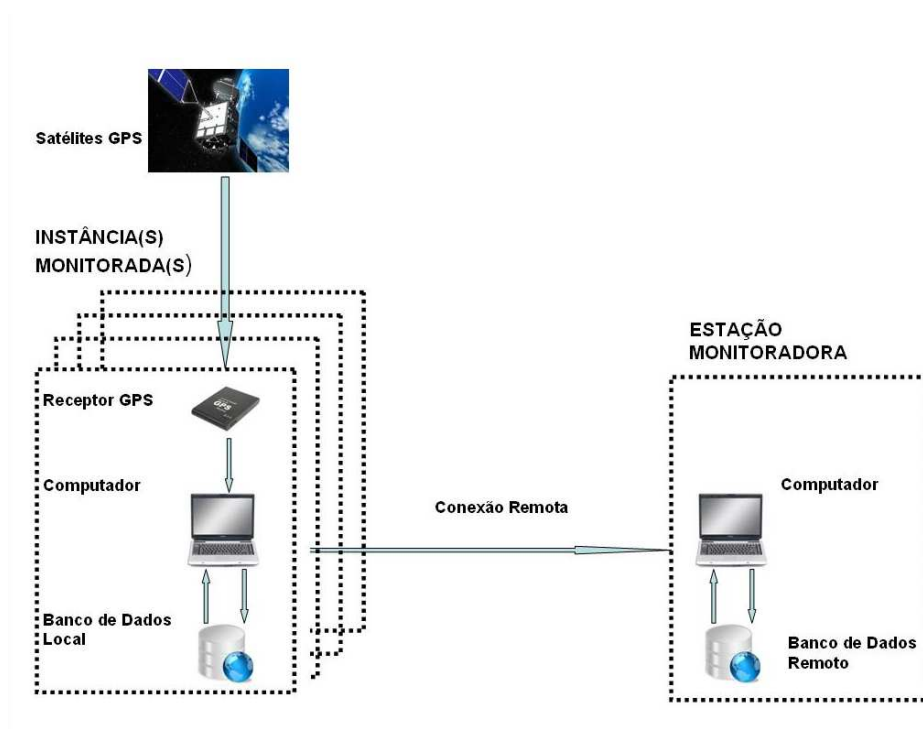 Satélites GPS
INSTÂNCIA(S)
MONITORADA(S)
Receptor GPS
GPS
Computador
Banco de Dados
Local
Conexão Remota
ESTAÇÃO
MONITORADORA
Computador
Banco de Dados
Remoto